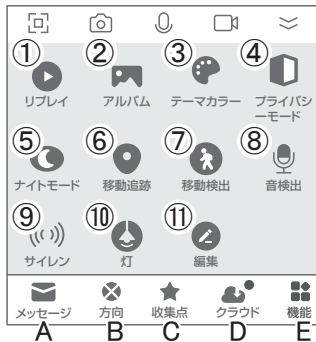 ① ② ③ ④
リプレイ アルバム テーマカラー プライバシ
ーモード
⑤ ⑥ ⑦ ⑧
ナイトモード 移動追跡 移動検出 音検出
⑨ ⑩ ⑪
サイレン 灯 編集
メッセージ 方向 収集点 クラウド 機能
A B C D E